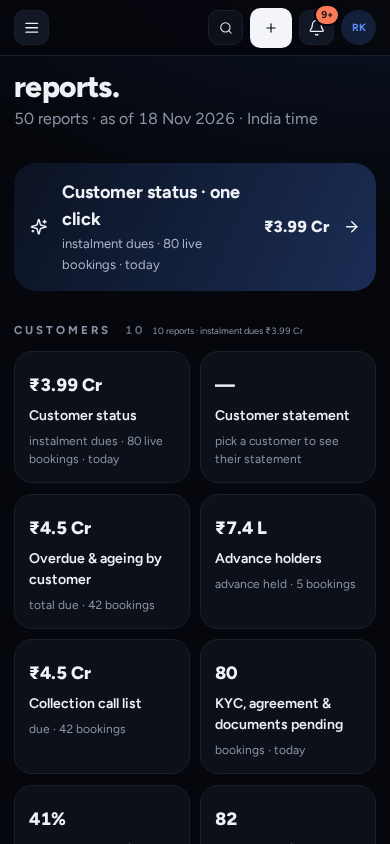 9+
RK
reports.
50 reports · as of 18 Nov 2026 · India time
Customer status · one
click
instalment dues · 80 live
bookings · today
₹3.99 Cr
CUSTOMERS 10 10 reports · instalment dues ₹3.99 Cr
₹3.99 Cr
Customer status
instalment dues · 80 live
bookings · today
—
Customer statement
pick a customer to see
their statement
₹4.5 Cr
Overdue & ageing by
customer
total due · 42 bookings
₹7.4 L
Advance holders
advance held · 5 bookings
₹4.5 Cr
Collection call list
due · 42 bookings
80
KYC, agreement &
documents pending
bookings · today
41%
82